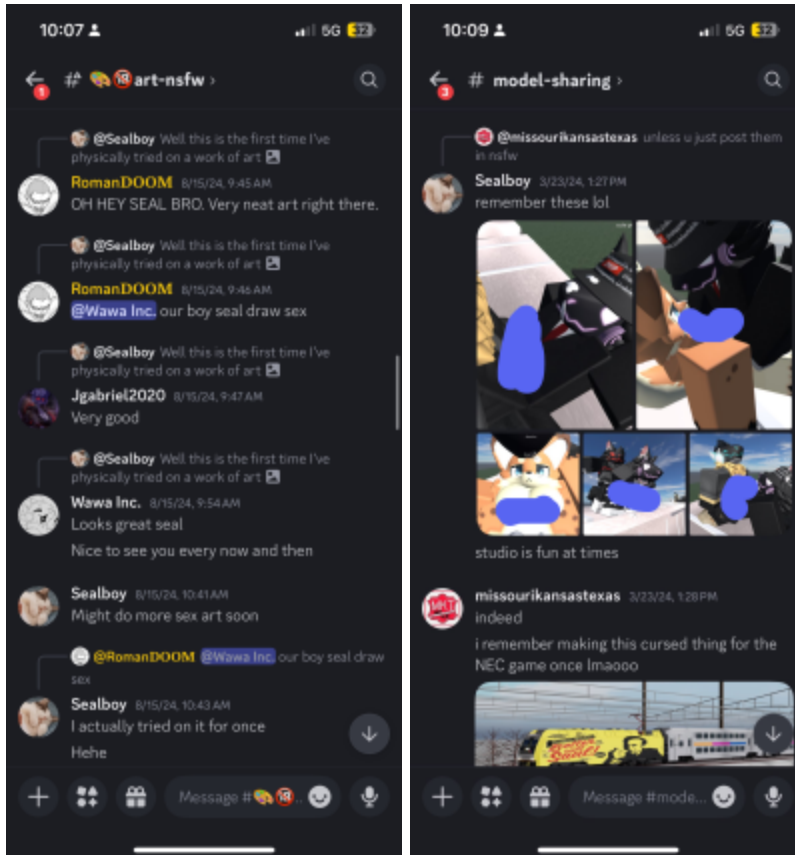 10:07
5G 32
1
# art-nsfw ›
@Sealboy Well this is the first time I've
physically tried on a work of art
RomanDOOM 8/15/24, 9:45 AM
OH HEY SEAL BRO. Very neat art right there.
@Sealboy Well this is the first time I've
physically tried on a work of art
RomanDOOM 8/15/24, 9:46 AM
@Wawa Inc. our boy seal draw sex
@Sealboy Well this is the first time I've
physically tried on a work of art
Jgabriel2020 8/15/24, 9:47 AM
Very good
@Sealboy Well this is the first time I've
physically tried on a work of art
Wawa Inc. 8/15/24, 9:54 AM
Looks great seal
Nice to see you every now and then
Sealboy 8/15/24, 10:41 AM
Might do more sex art soon
@RomanDOOM @Wawa Inc. our boy seal draw
sex
Sealboy 8/15/24, 10:43 AM
I actually tried on it for once
Hehe
Message #🎨🔞..
10:09
5G 32
3
# model-sharing ›
@missourikansastexas unless u just post them
in nsfw
Sealboy 3/23/24, 1:27 PM
remember these lol
studio is fun at times
MKT
missourikansastexas 3/23/24, 1:28 PM
indeed
i remember making this cursed thing for the
NEC game once lmaooo
Saul!
Message #mode...